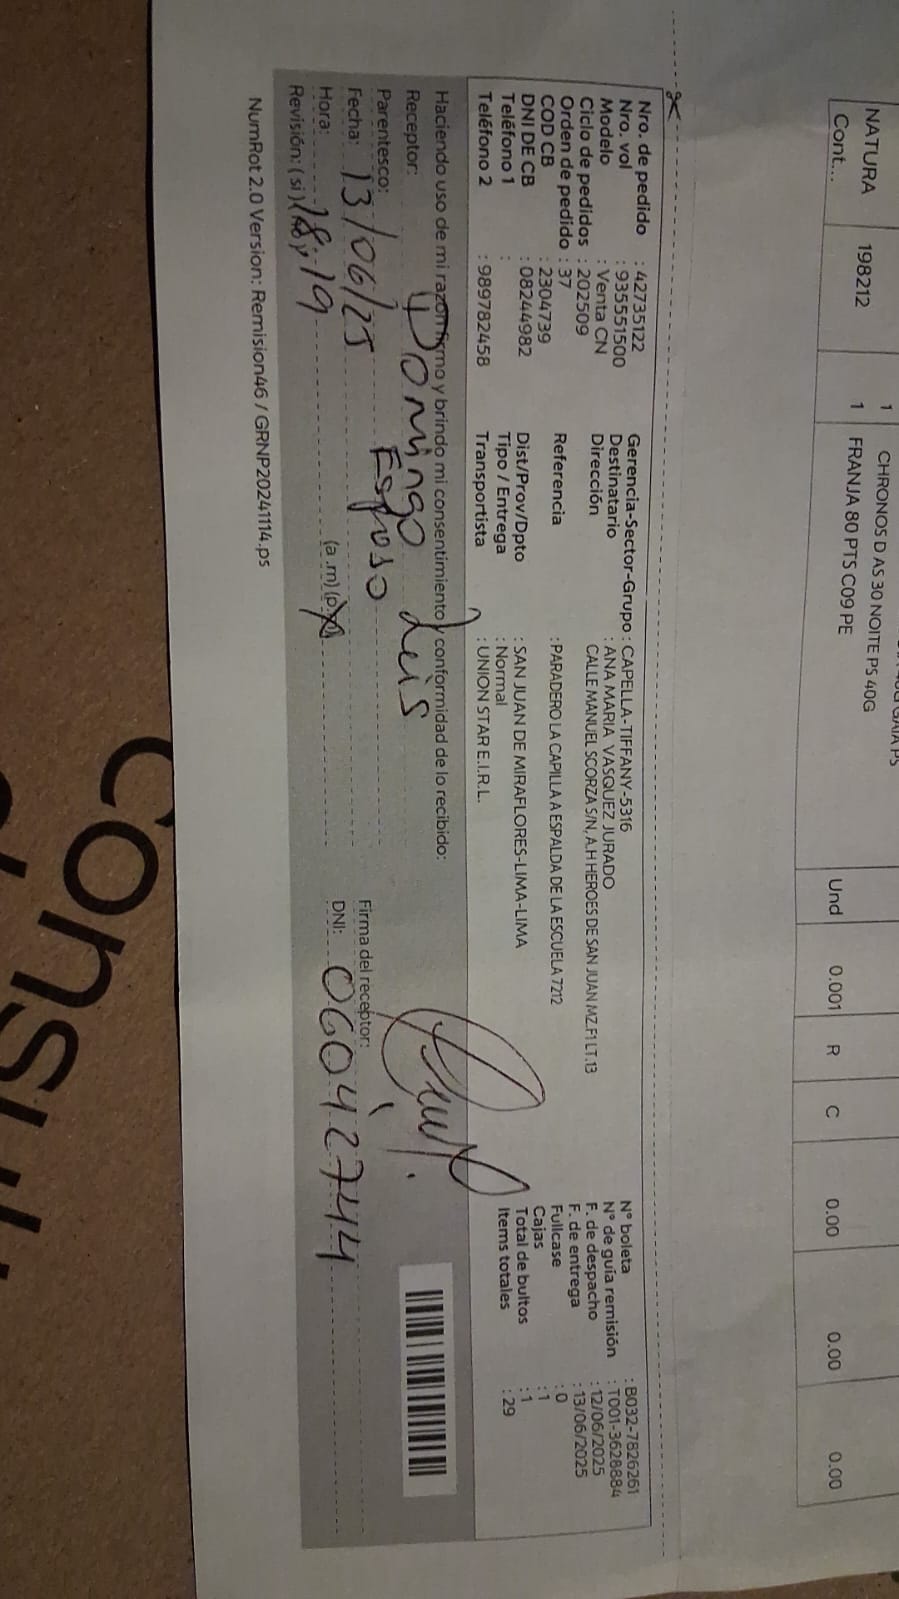 1 CHRONOS D AS 30 NOITE PS 40G
NATURA 198212 1 FRANJA 80 PTS C09 PE Und 0.001 R C 0.00 0.00 0.00
Cont...
Nro. de pedido : 42735122
Nro. vol : 935551500
Modelo : Venta CN
Ciclo de pedidos : 202509
Orden de pedido : 37
COD CB : 2304739
DNI DE CB : 08244982
Teléfono 1 :
Teléfono 2 : 989782458
Gerencia-Sector-Grupo : CAPELLA-TIFFANY-5316
Destinatario : ANA MARIA VASQUEZ JURADO
Dirección CALLE MANUEL SCORZA S/N, A.H HEROES DE SAN JUAN MZ.F1 LT.13
Referencia : PARADERO LA CAPILLA A ESPALDA DE LA ESCUELA 7212
Dist/Prov/Dpto : SAN JUAN DE MIRAFLORES-LIMA-LIMA
Tipo / Entrega : Normal
Transportista : UNION STAR E.I.R.L.
N° boleta : B032-7826261
N° de guía remisión : T001-3628884
F. de despacho : 12/06/2025
F. de entrega : 13/06/2025
Fullcase : 0
Cajas : 1
Total de bultos : 1
Items totales : 29
Haciendo uso de mi razón firmo y brindo mi consentimiento y conformidad de lo recibido:
Receptor: Domingo Luis
Parentesco: Esposo
Fecha: 13/06/25
Hora: 18:19 (a.m)(p.
Revisión: (si)
Firma del receptor:
DNI: 06042744
NumRot 2.0 Version: Remision46 / GRNP20241114.ps